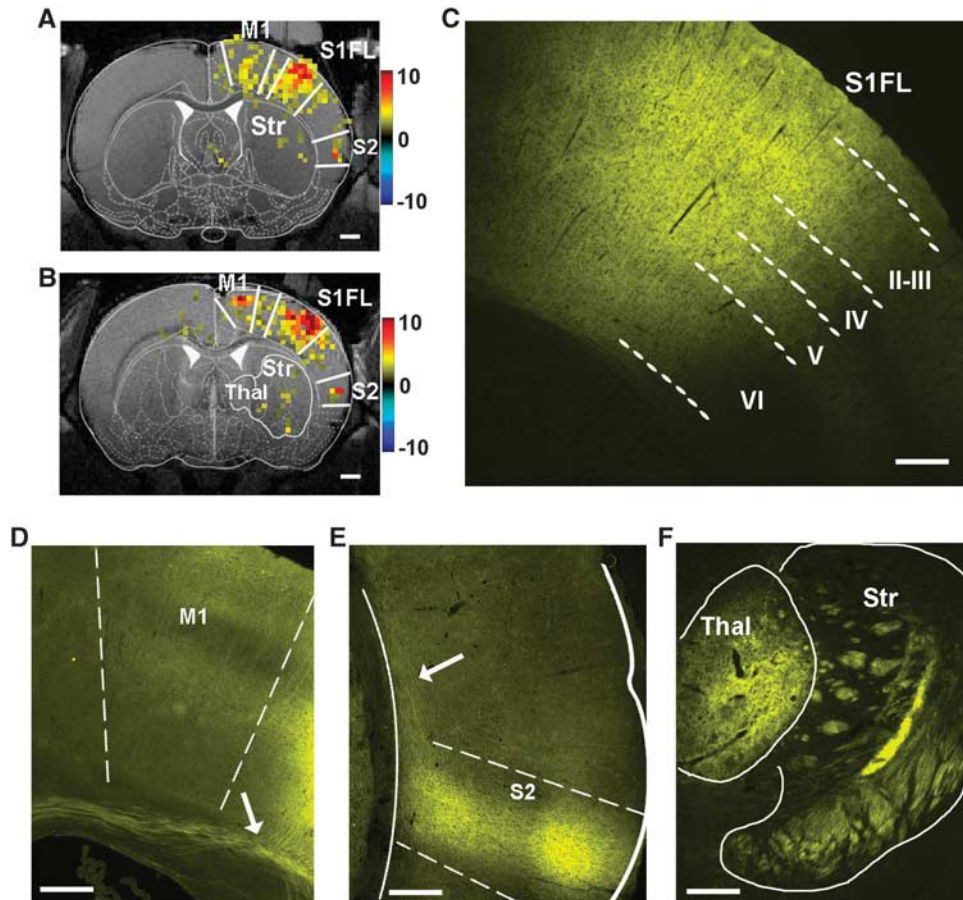 A
M1
S1FL
10
0
-10
Str
S2
B
M1
S1FL
10
0
-10
Str
Thal
S2
C
S1FL
II-III
IV
V
VI
D
M1
E
S2
F
Thal
Str